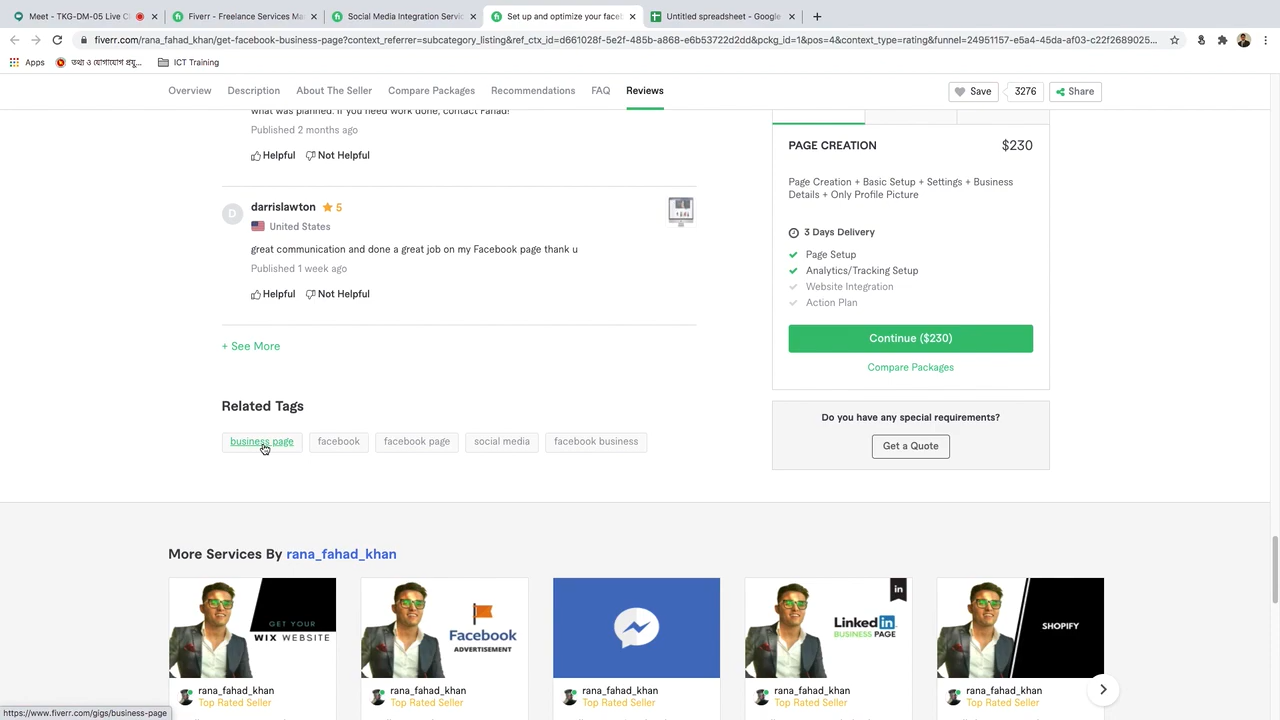 Meet - TKG-DM-05 Live Cl
Fiverr - Freelance Services Ma
Social Media Integration Servic
Set up and optimize your faceb
Untitled spreadsheet - Google
fiverr.com/rana_fahad_khan/get-facebook-business-page?context_referrer=subcategory_listing&ref_ctx_id=d661028f-5e2f-485b-a868-e6b53722d2dd&pckg_id=1&pos=4&context_type=rating&funnel=24951157-e5a4-45da-af03-c22f2689025...
Apps
তথ্য ও যোগাযোগ প্রযু...
ICT Training
Overview
Description
About The Seller
Compare Packages
Recommendations
FAQ
Reviews
Save
3276
Share
what was planned. If you need work done, contact Fahad!
Published 2 months ago
Helpful
Not Helpful
D
darrislawton
5
United States
great communication and done a great job on my Facebook page thank u
Published 1 week ago
Helpful
Not Helpful
+ See More
PAGE CREATION
$230
Page Creation + Basic Setup + Settings + Business
Details + Only Profile Picture
3 Days Delivery
Page Setup
Analytics/Tracking Setup
Website Integration
Action Plan
Continue ($230)
Compare Packages
Do you have any special requirements?
Get a Quote
Related Tags
business page
facebook
facebook page
social media
facebook business
More Services By rana_fahad_khan
GET YOUR
WIX WEBSITE
Facebook
ADVERTISEMENT
in
Linked in
BUSINESS PAGE
SHOPIFY
rana_fahad_khan
Top Rated Seller
rana_fahad_khan
Top Rated Seller
rana_fahad_khan
Top Rated Seller
rana_fahad_khan
Top Rated Seller
rana_fahad_khan
Top Rated Seller
https://www.fiverr.com/gigs/business-page